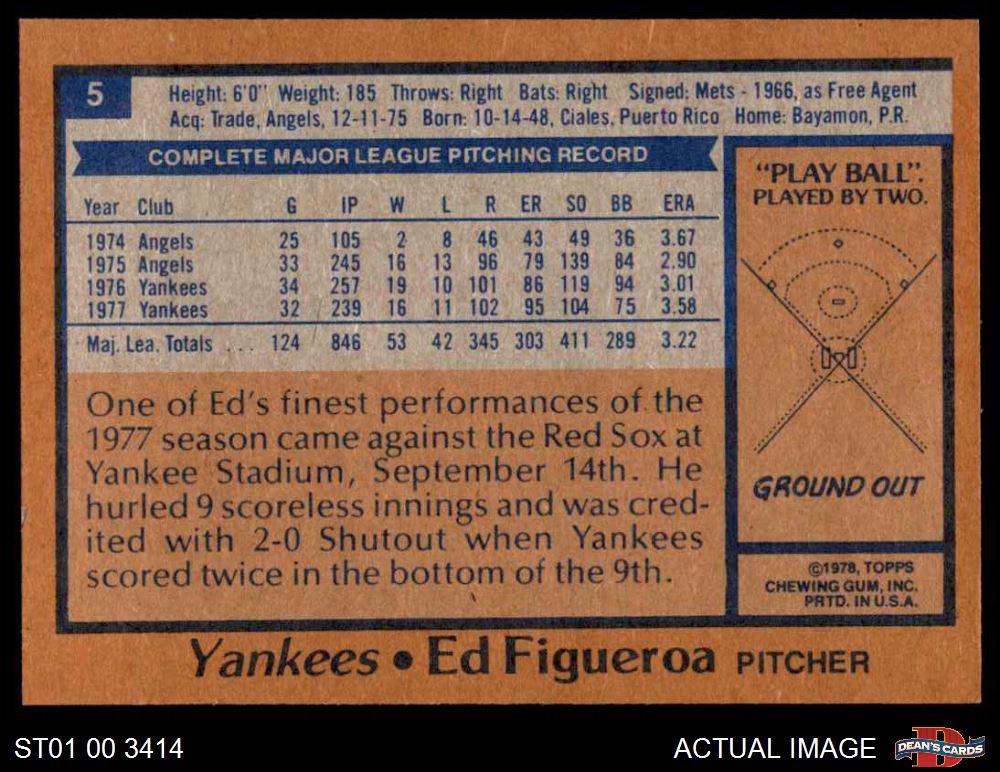 5
Height: 6'0" Weight: 185 Throws: Right Bats: Right Signed: Mets - 1966, as Free Agent
Acq: Trade, Angels, 12-11-75 Born: 10-14-48, Ciales, Puerto Rico Home: Bayamon, P.R.
COMPLETE MAJOR LEAGUE PITCHING RECORD
Year Club G IP W L R ER SO BB ERA
1974 Angels 25 105 2 8 46 43 49 36 3.67
1975 Angels 33 245 16 13 96 79 139 84 2.90
1976 Yankees 34 257 19 10 101 86 119 94 3.01
1977 Yankees 32 239 16 11 102 95 104 75 3.58
Maj. Lea. Totals ... 124 846 53 42 345 303 411 289 3.22
One of Ed's finest performances of the
1977 season came against the Red Sox at
Yankee Stadium, September 14th. He
hurled 9 scoreless innings and was cred-
ited with 2-0 Shutout when Yankees
scored twice in the bottom of the 9th.
"PLAY BALL".
PLAYED BY TWO.
GROUND OUT
©1978, TOPPS
CHEWING GUM, INC.
PRTD. IN U.S.A.
Yankees • Ed Figueroa PITCHER
ST01 00 3414
ACTUAL IMAGE
D
DEAN'S CARDS